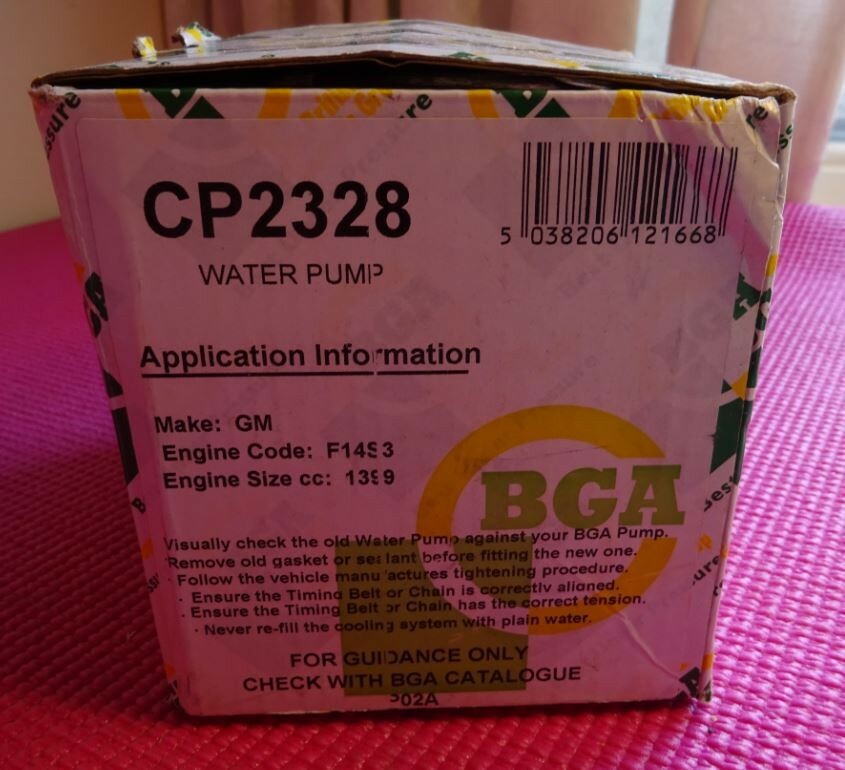 CP2328
5 038206 121668
WATER PUMP
Application Information
Make: GM
Engine Code: F14S3
Engine Size cc: 1399
BGA
Visually check the old Water Pump against your BGA Pump.
Remove old gasket or sealant before fitting the new one.
· Follow the vehicle manufactures tightening procedure.
· Ensure the Timing Belt or Chain is correctly aligned.
· Ensure the Timing Belt or Chain has the correct tension.
· Never re-fill the cooling system with plain water.
FOR GUIDANCE ONLY
CHECK WITH BGA CATALOGUE
02A